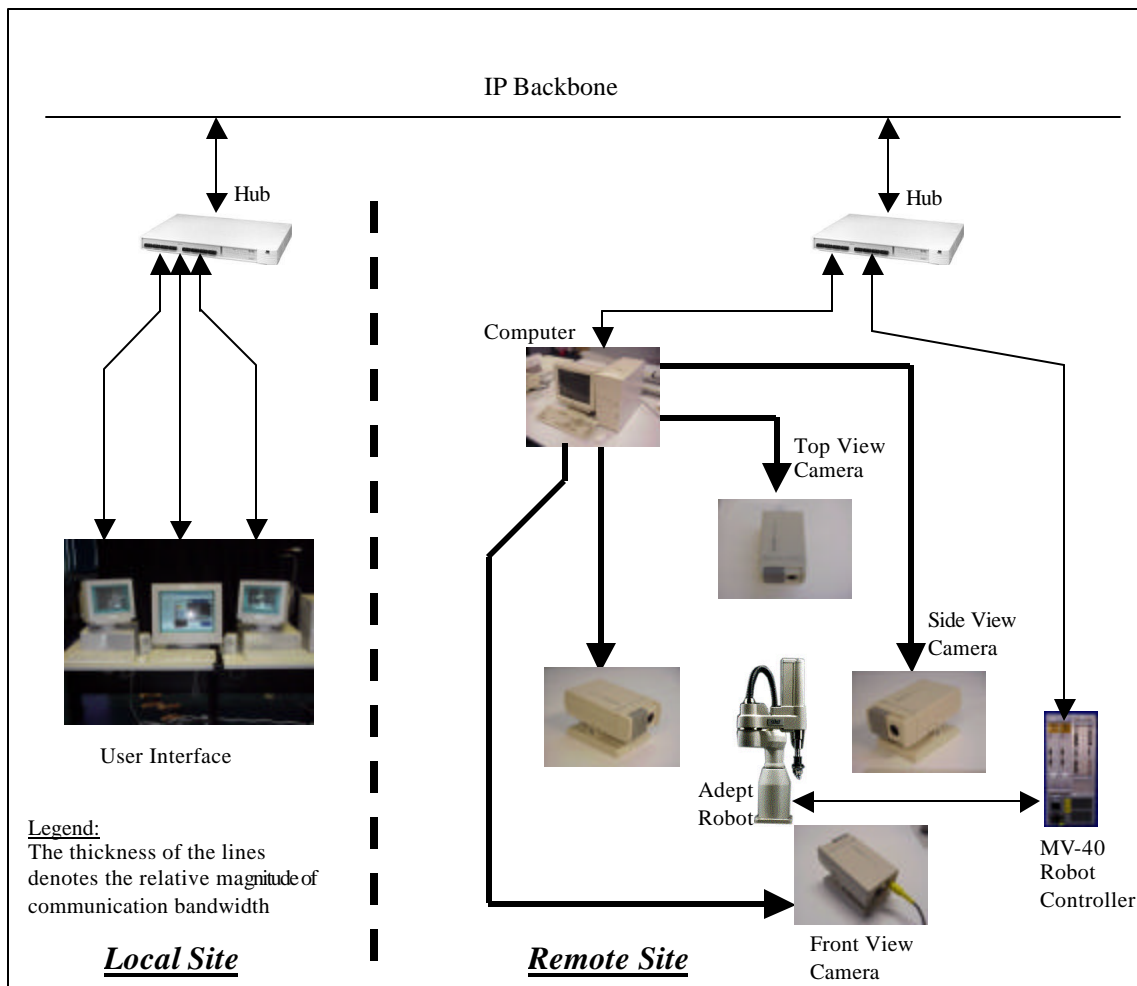 IP Backbone
Hub
Hub
Computer
Top View
Camera
Side View
Camera
User Interface
Adept
Robot
Legend:
The thickness of the lines
denotes the relative magnitude of
communication bandwidth
MV-40
Robot
Controller
Front View
Camera
Local Site
Remote Site